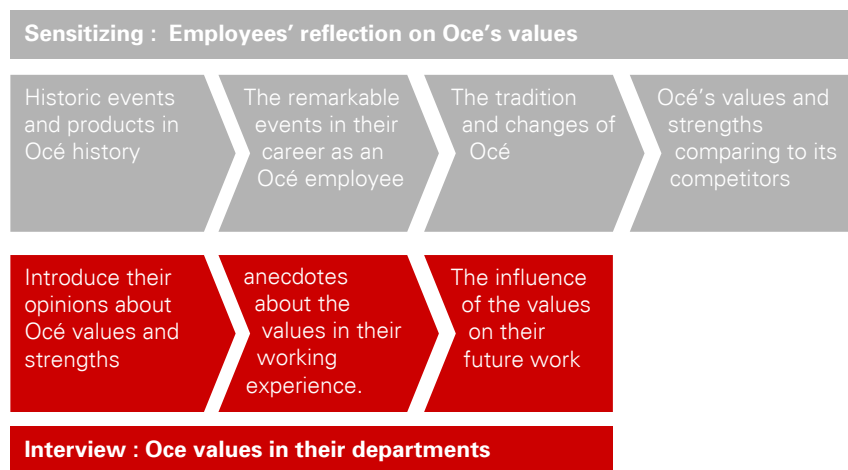 Sensitizing : Employees’ reflection on Oce’s values
Historic events
and products in
Océ history
The remarkable
events in their
career as an
Océ employee
The tradition
and changes of
Océ
Océ’s values and
strengths
comparing to its
competitors
Introduce their
opinions about
Océ values and
strengths
anecdotes
about the
values in their
working
experience.
The influence
of the values
on their
future work
Interview : Oce values in their departments